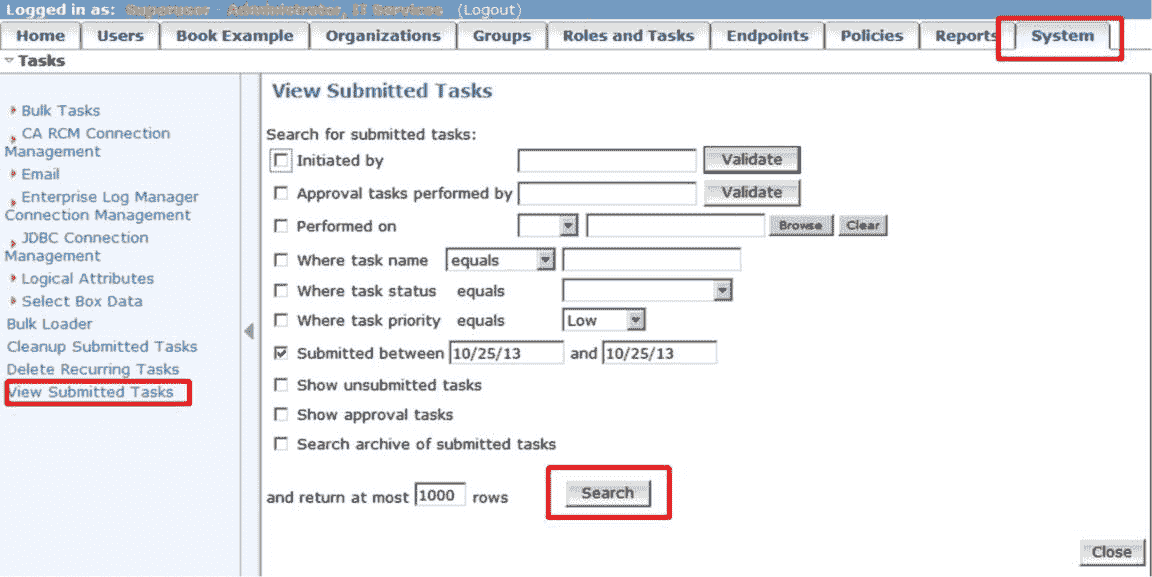 Logged in as: Superuser - Administrator, IT Services (Logout)
Home Users Book Example Organizations Groups Roles and Tasks Endpoints Policies Reports System
Tasks
Bulk Tasks
CA RCM Connection
Management
Email
Enterprise Log Manager
Connection Management
JDBC Connection
Management
Logical Attributes
Select Box Data
Bulk Loader
Cleanup Submitted Tasks
Delete Recurring Tasks
View Submitted Tasks
View Submitted Tasks
Search for submitted tasks:
Initiated by Validate
Approval tasks performed by Validate
Performed on Browse Clear
Where task name equals
Where task status equals
Where task priority equals Low
Submitted between 10/25/13 and 10/25/13
Show unsubmitted tasks
Show approval tasks
Search archive of submitted tasks
and return at most 1000 rows Search
Close